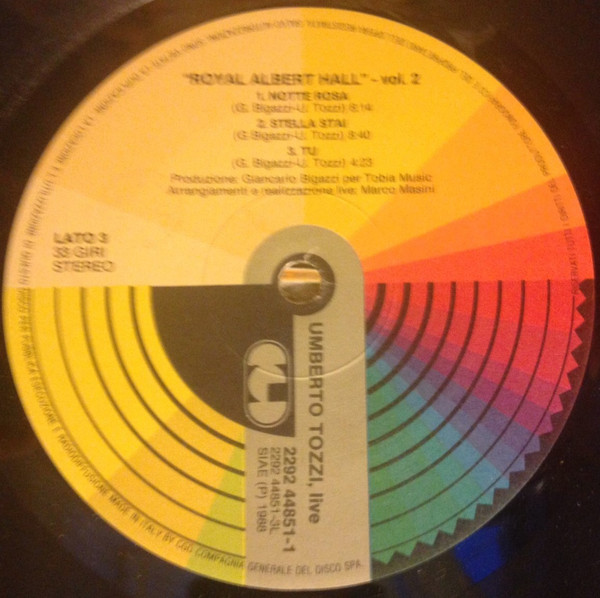 "ROYAL ALBERT HALL" - vol. 2
1. NOTTE ROSA
(G. Bigazzi-U. Tozzi) 6:14
2. STELLA STAI
(G. Bigazzi-U. Tozzi) 8:40
3. TU
(G. Bigazzi-U. Tozzi) 4:23
Produzione: Giancarlo Bigazzi per Tobia Music
Arrangiamenti e realizzazione live: Marco Masini
LATO 3
33 GIRI
STEREO
UMBERTO TOZZI, live
CGD
2292 44851-1
2292 44851-3L
SIAE (P) 1988
MADE IN ITALY BY CGD COMPAGNIA GENERALE DEL DISCO SPA.